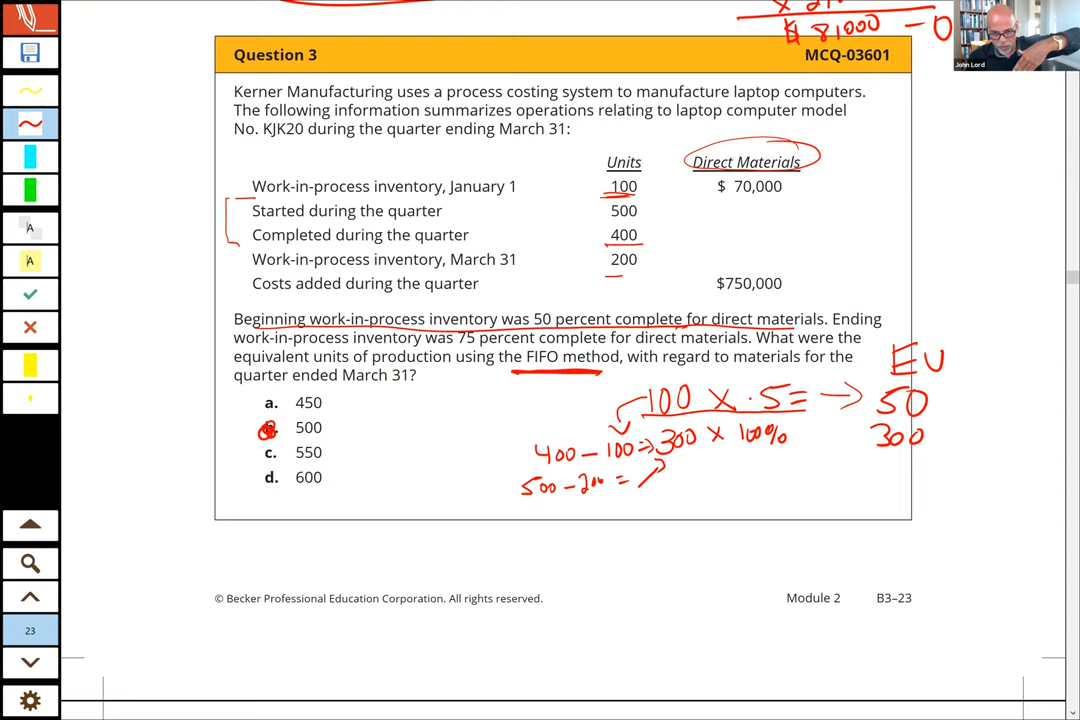 x 2
$ 81000 - 0
John Lord
Question 3 MCQ-03601
Kerner Manufacturing uses a process costing system to manufacture laptop computers.
The following information summarizes operations relating to laptop computer model
No. KJK20 during the quarter ending March 31:
Units Direct Materials
Work-in-process inventory, January 1 100 $ 70,000
Started during the quarter 500
Completed during the quarter 400
Work-in-process inventory, March 31 200
Costs added during the quarter $750,000
Beginning work-in-process inventory was 50 percent complete for direct materials. Ending
work-in-process inventory was 75 percent complete for direct materials. What were the
equivalent units of production using the FIFO method, with regard to materials for the
quarter ended March 31?
EU
a. 450
100 x .5 = → 50
500
400 - 100 ⇒ 300 x 100% 300
c. 550
d. 600
500 - 200 =
© Becker Professional Education Corporation. All rights reserved. Module 2 B3–23
A
A
23